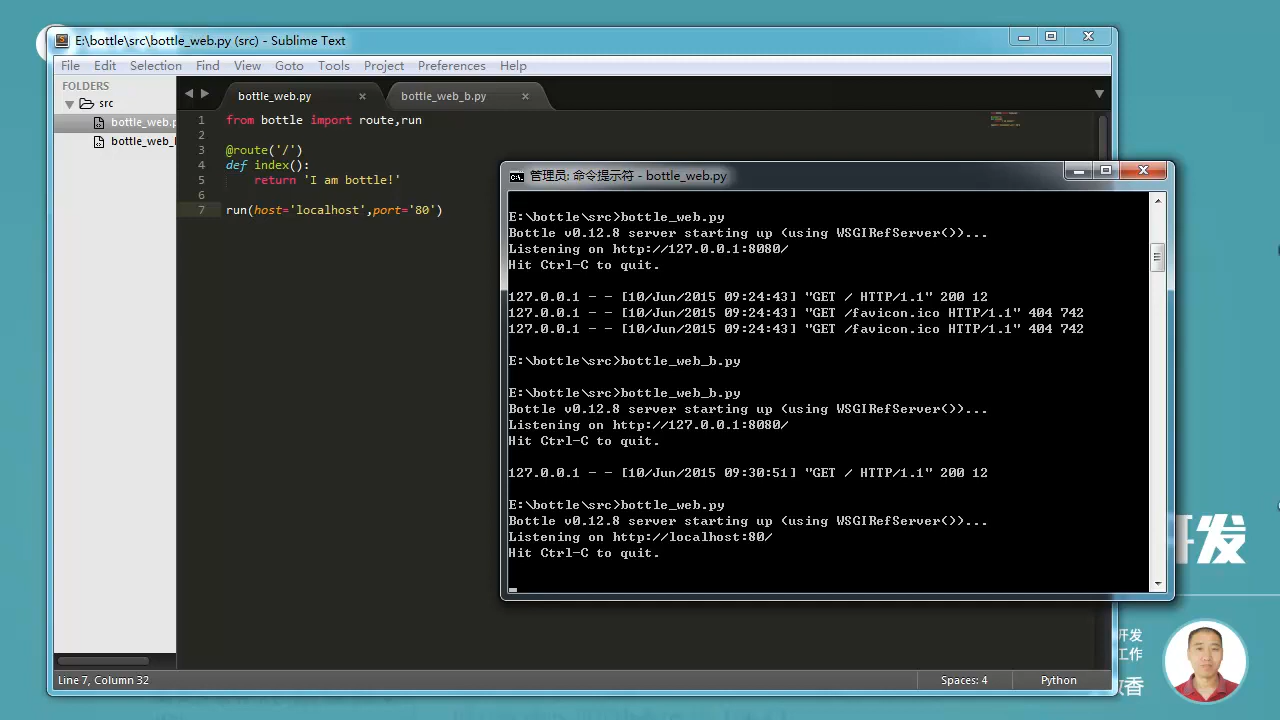 E:\bottle\src\bottle_web.py (src) - Sublime Text
File Edit Selection Find View Goto Tools Project Preferences Help
FOLDERS
src
bottle_web.p
bottle_web_
bottle_web.py
bottle_web_b.py
1 from bottle import route,run
2
3 @route('/')
4 def index():
5 return 'I am bottle!'
6
7 run(host='localhost',port='80')
管理员: 命令提示符 - bottle_web.py
E:\bottle\src>bottle_web.py
Bottle v0.12.8 server starting up (using WSGIRefServer())...
Listening on http://127.0.0.1:8080/
Hit Ctrl-C to quit.
127.0.0.1 - - [10/Jun/2015 09:24:43] "GET / HTTP/1.1" 200 12
127.0.0.1 - - [10/Jun/2015 09:24:43] "GET /favicon.ico HTTP/1.1" 404 742
127.0.0.1 - - [10/Jun/2015 09:24:43] "GET /favicon.ico HTTP/1.1" 404 742
E:\bottle\src>bottle_web_b.py
E:\bottle\src>bottle_web_b.py
Bottle v0.12.8 server starting up (using WSGIRefServer())...
Listening on http://127.0.0.1:8080/
Hit Ctrl-C to quit.
127.0.0.1 - - [10/Jun/2015 09:30:51] "GET / HTTP/1.1" 200 12
E:\bottle\src>bottle_web.py
Bottle v0.12.8 server starting up (using WSGIRefServer())...
Listening on http://localhost:80/
Hit Ctrl-C to quit.
发
开发
工作
香
Line 7, Column 32
Spaces: 4
Python